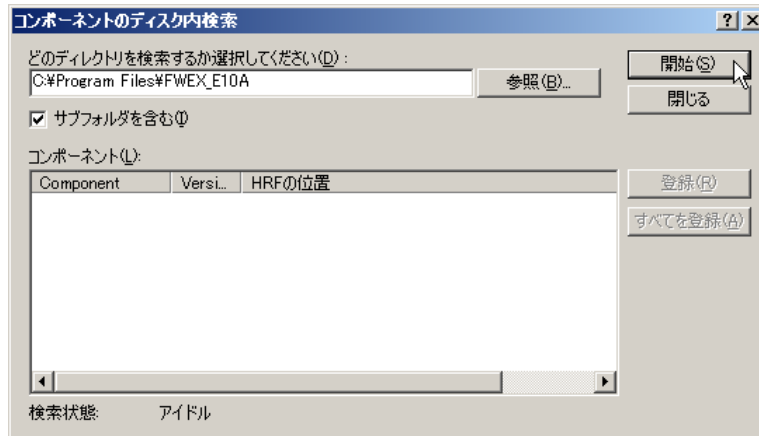 コンポーネントのディスク内検索
どのディレクトリを検索するか選択してください(D) :
C:¥Program Files¥FWEX_E10A
参照(B)...
開始(S)
閉じる
サブフォルダを含む(I)
コンポーネント(L):
Component Versi... HRFの位置
登録(R)
すべてを登録(A)
検索状態: アイドル